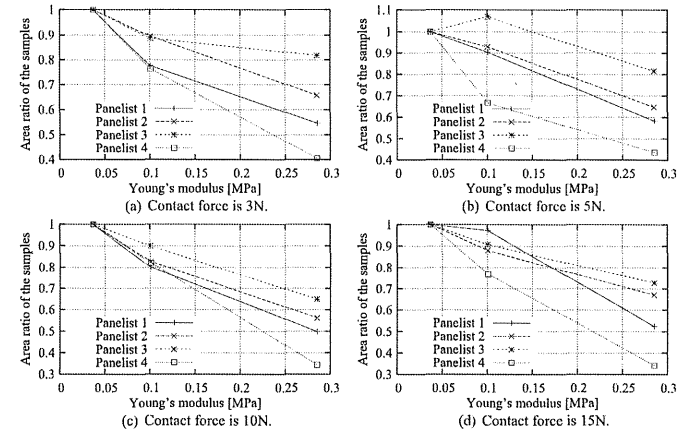 Area ratio of the samples
1
0.9
0.8
0.7
0.6
0.5
0.4
Panelist 1
Panelist 2
Panelist 3
Panelist 4
0 0.05 0.1 0.15 0.2 0.25 0.3
Young's modulus [MPa]
(a) Contact force is 3N.
Area ratio of the samples
1.1
1
0.9
0.8
0.7
0.6
0.5
0.4
Panelist 1
Panelist 2
Panelist 3
Panelist 4
0 0.05 0.1 0.15 0.2 0.25 0.3
Young's modulus [MPa]
(b) Contact force is 5N.
Area ratio of the samples
1
0.9
0.8
0.7
0.6
0.5
0.4
0.3
Panelist 1
Panelist 2
Panelist 3
Panelist 4
0 0.05 0.1 0.15 0.2 0.25 0.3
Young's modulus [MPa]
(c) Contact force is 10N.
Area ratio of the samples
1
0.9
0.8
0.7
0.6
0.5
0.4
0.3
Panelist 1
Panelist 2
Panelist 3
Panelist 4
0 0.05 0.1 0.15 0.2 0.25 0.3
Young's modulus [MPa]
(d) Contact force is 15N.